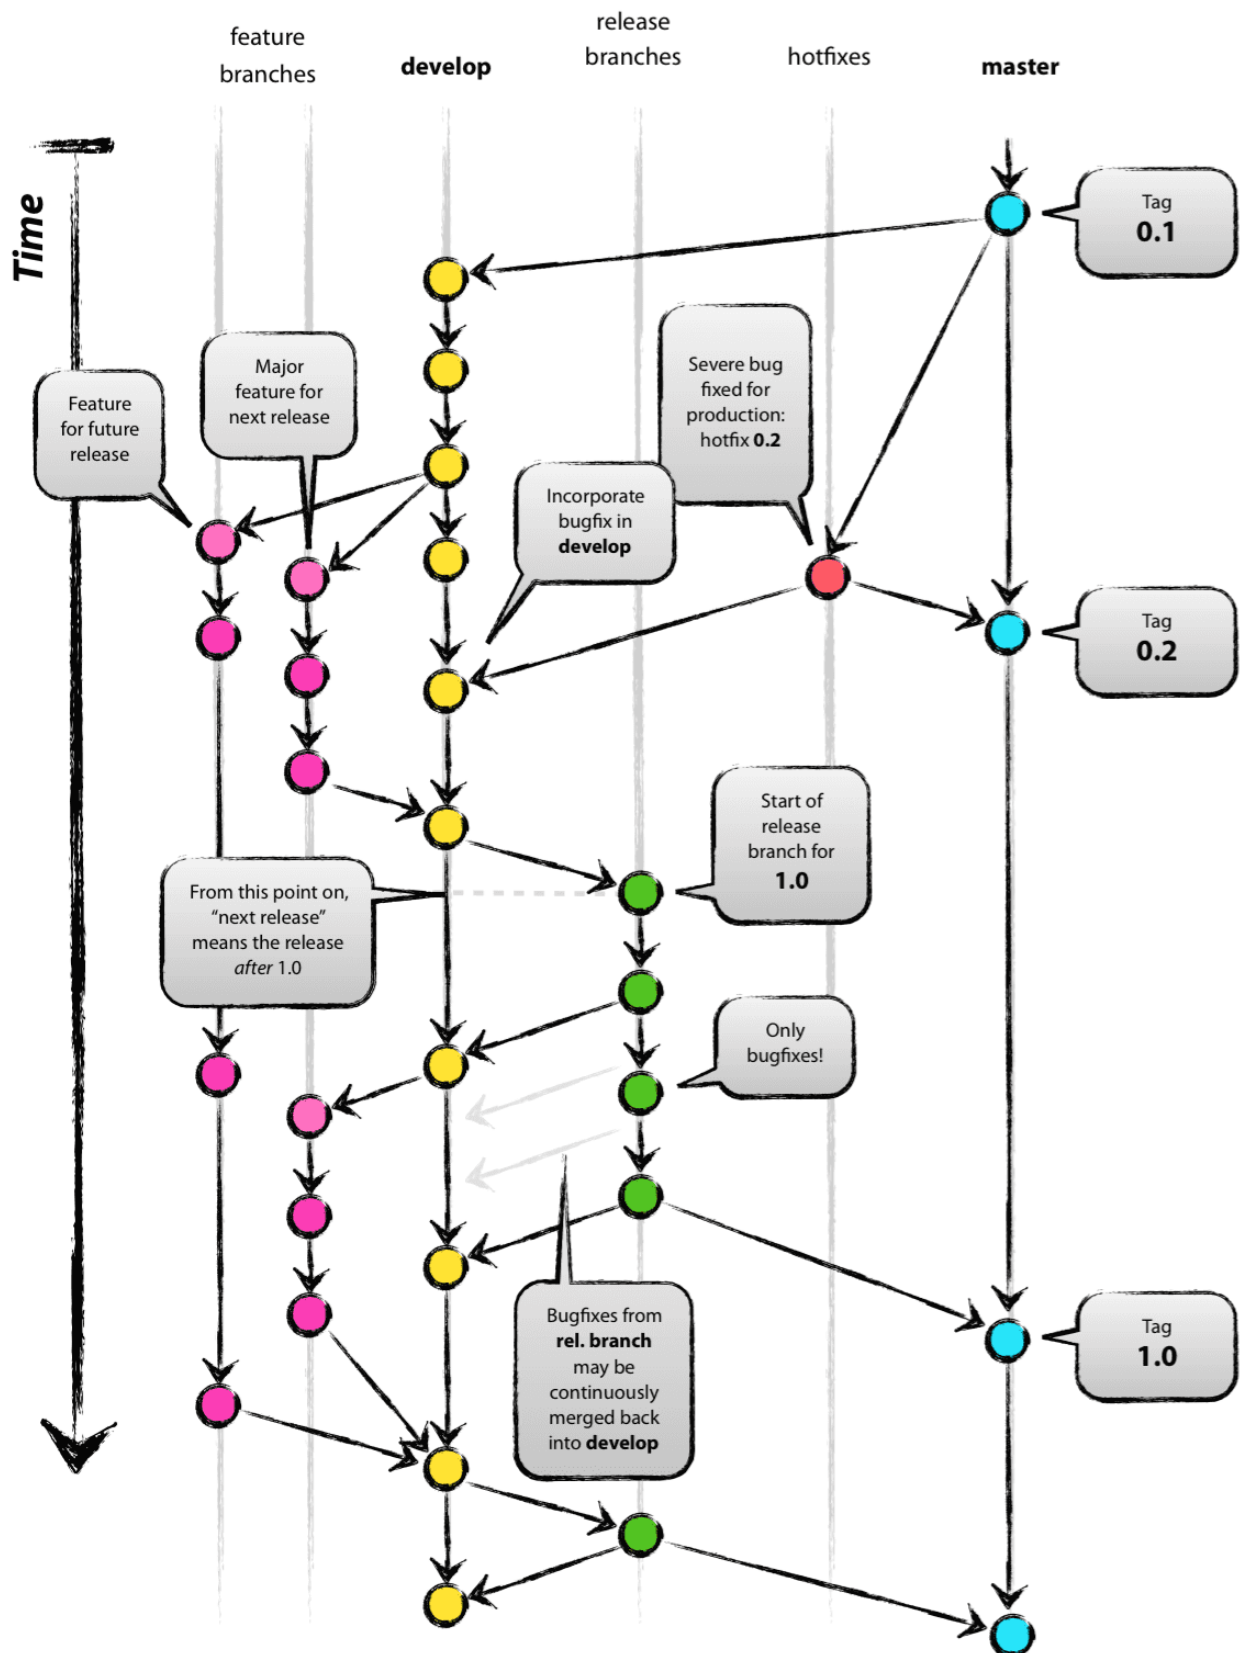 feature
branches
develop
release
branches
hotfixes
master
Time
Tag
0.1
Major
feature for
next release
Feature
for future
release
Severe bug
fixed for
production:
hotfix 0.2
Incorporate
bugfix in
develop
Tag
0.2
Start of
release
branch for
1.0
From this point on,
“next release”
means the release
after 1.0
Only
bugfixes!
Bugfixes from
rel. branch
may be
continuously
merged back
into develop
Tag
1.0